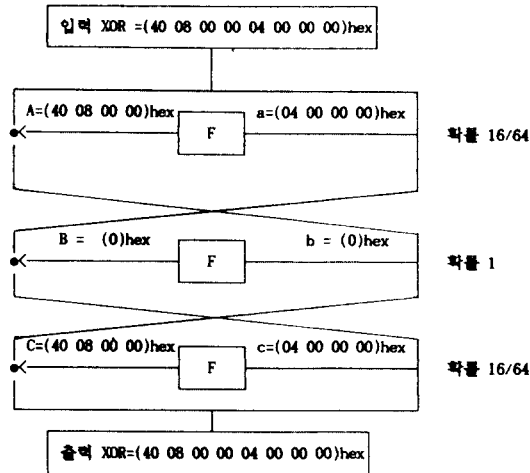 입력 XOR =(40 08 00 00 04 00 00 00)hex
A=(40 08 00 00)hex
F
a=(04 00 00 00)hex
확률 16/64
B = (0)hex
F
b = (0)hex
확률 1
C=(40 08 00 00)hex
F
c=(04 00 00 00)hex
확률 16/64
출력 XOR=(40 08 00 00 04 00 00 00)hex